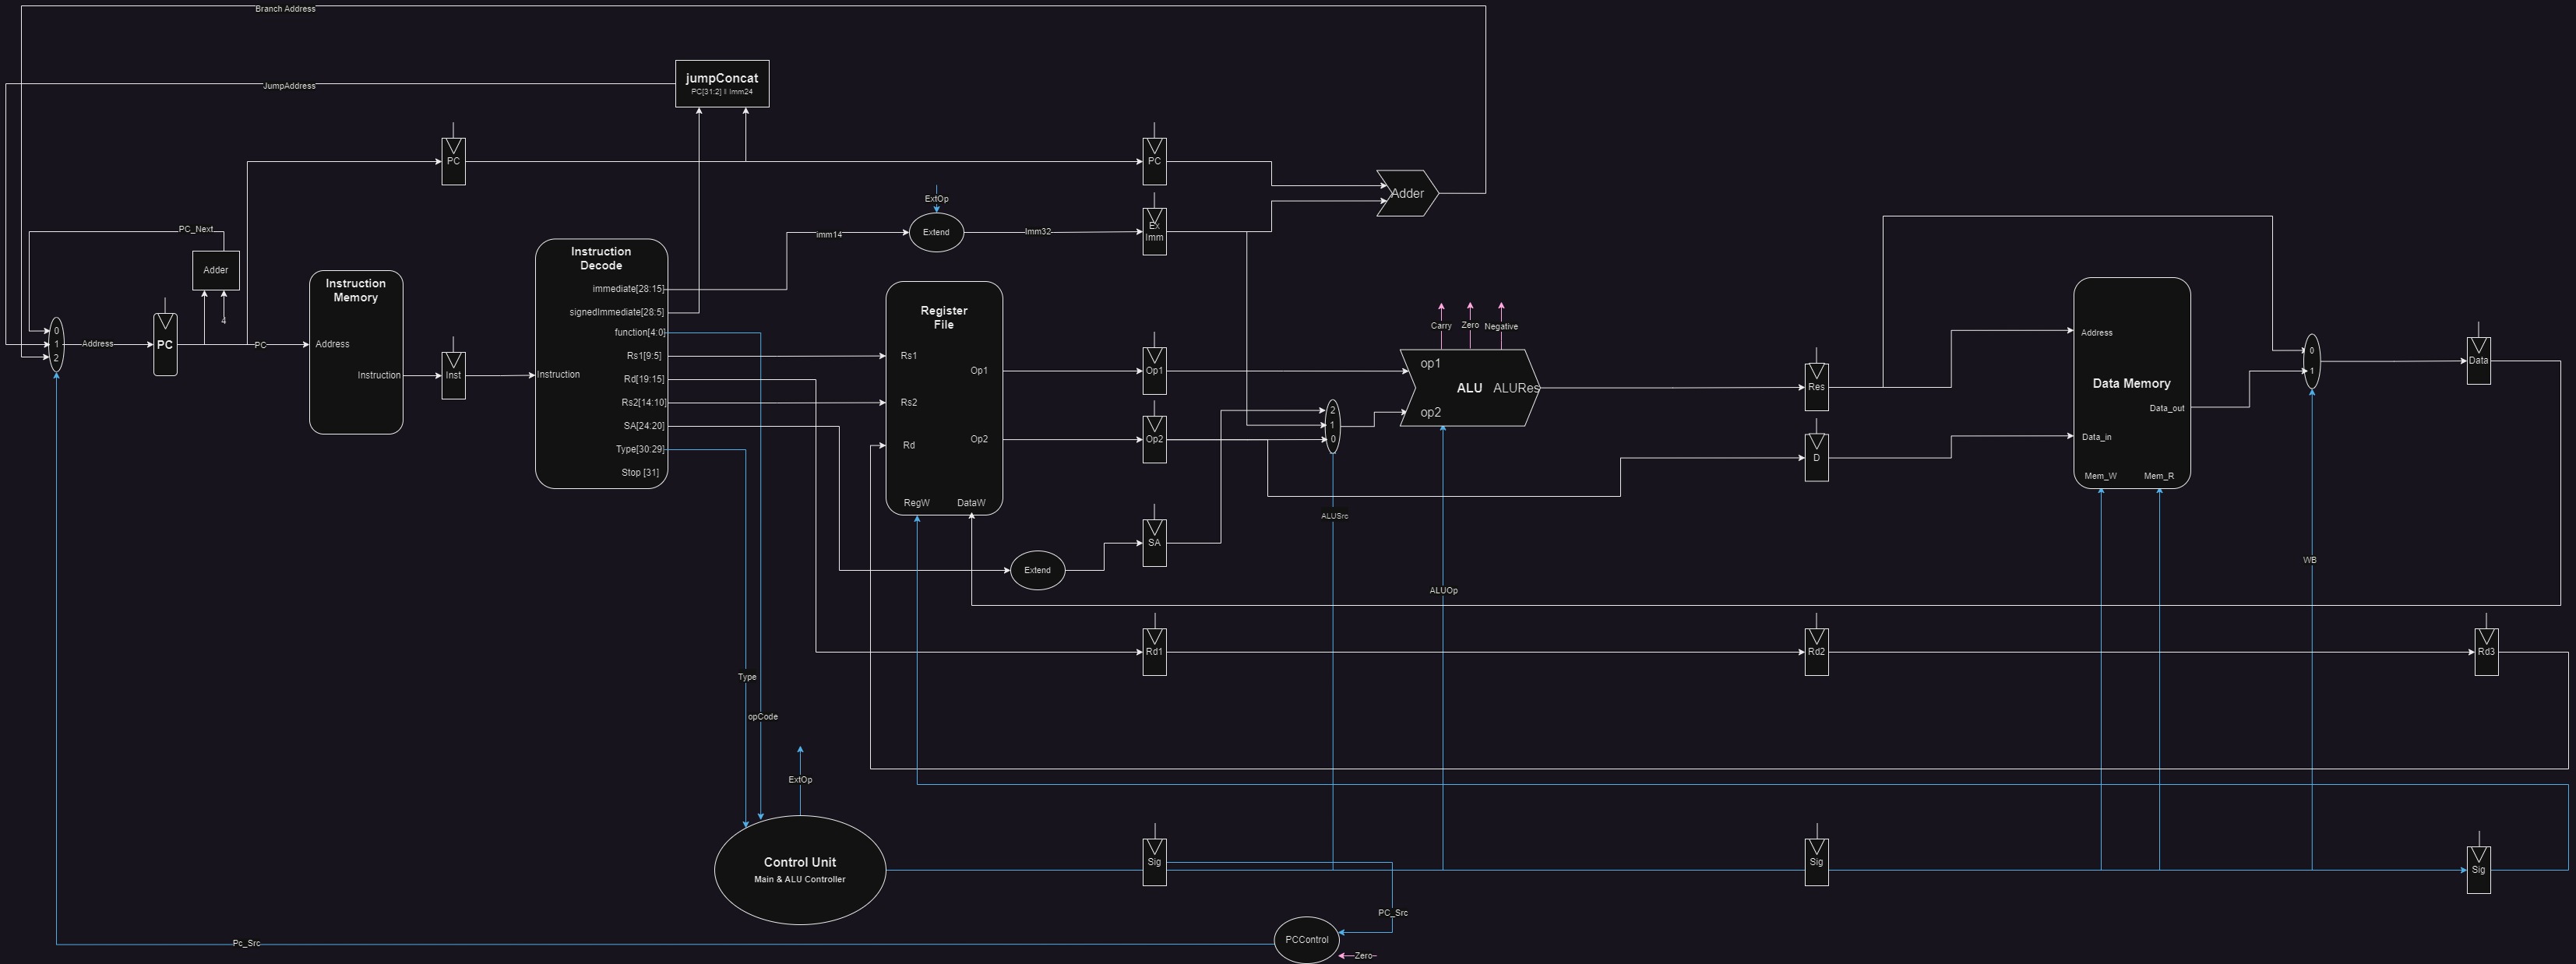 Branch Address
jumpConcat
PC[31:2] || Imm24
JumpAddress
PC
PC
Adder
ExtOp
Extend
imm14
Imm32
Ex
Imm
PC_Next
Adder
4
0
1
2
Address
PC
PC
Instruction
Memory
Address
Instruction
Inst
Instruction
Decode
immediate[28:15]
signedImmediate[28:5]
function[4:0]
Rs1[9:5]
Instruction
Rd[19:15]
Rs2[14:10]
SA[24:20]
Type[30:29]
Stop [31]
Register
File
Rs1
Op1
Rs2
Op2
Rd
RegW
DataW
Op1
Op2
SA
Extend
2
1
0
ALUSrc
Carry
Zero
Negative
op1
ALU
ALURes
op2
ALUOp
Res
D
Data Memory
Address
Data_out
Data_in
Mem_W
Mem_R
0
1
WB
Data
Rd1
Rd2
Rd3
Type
opCode
ExtOp
Control Unit
Main & ALU Controller
Sig
Sig
Sig
PC_Src
PCControl
Zero
Pc_Src